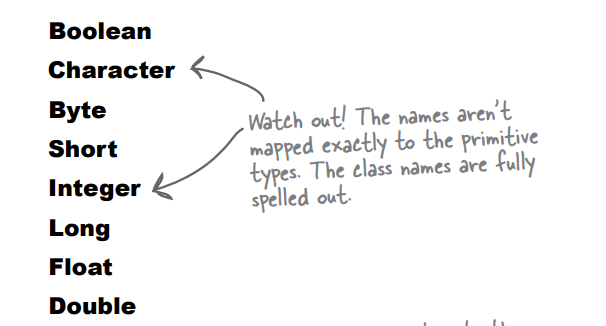 Boolean
Character
Byte
Short
Integer
Long
Float
Double
Watch out! The names aren't
mapped exactly to the primitive
types. The class names are fully
spelled out.